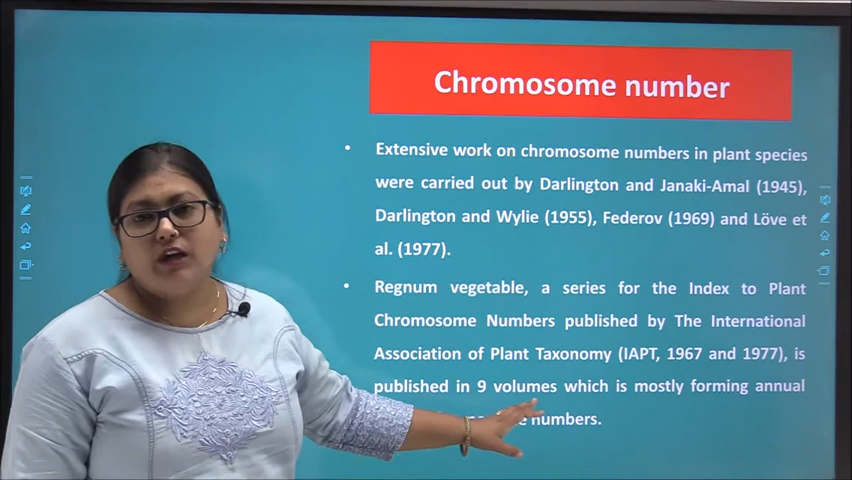 Chromosome number
• Extensive work on chromosome numbers in plant species
were carried out by Darlington and Janaki-Amal (1945),
Darlington and Wylie (1955), Federov (1969) and Löve et
al. (1977).
• Regnum vegetable, a series for the Index to Plant
Chromosome Numbers published by The International
Association of Plant Taxonomy (IAPT, 1967 and 1977), is
published in 9 volumes which is mostly forming annual
numbers.